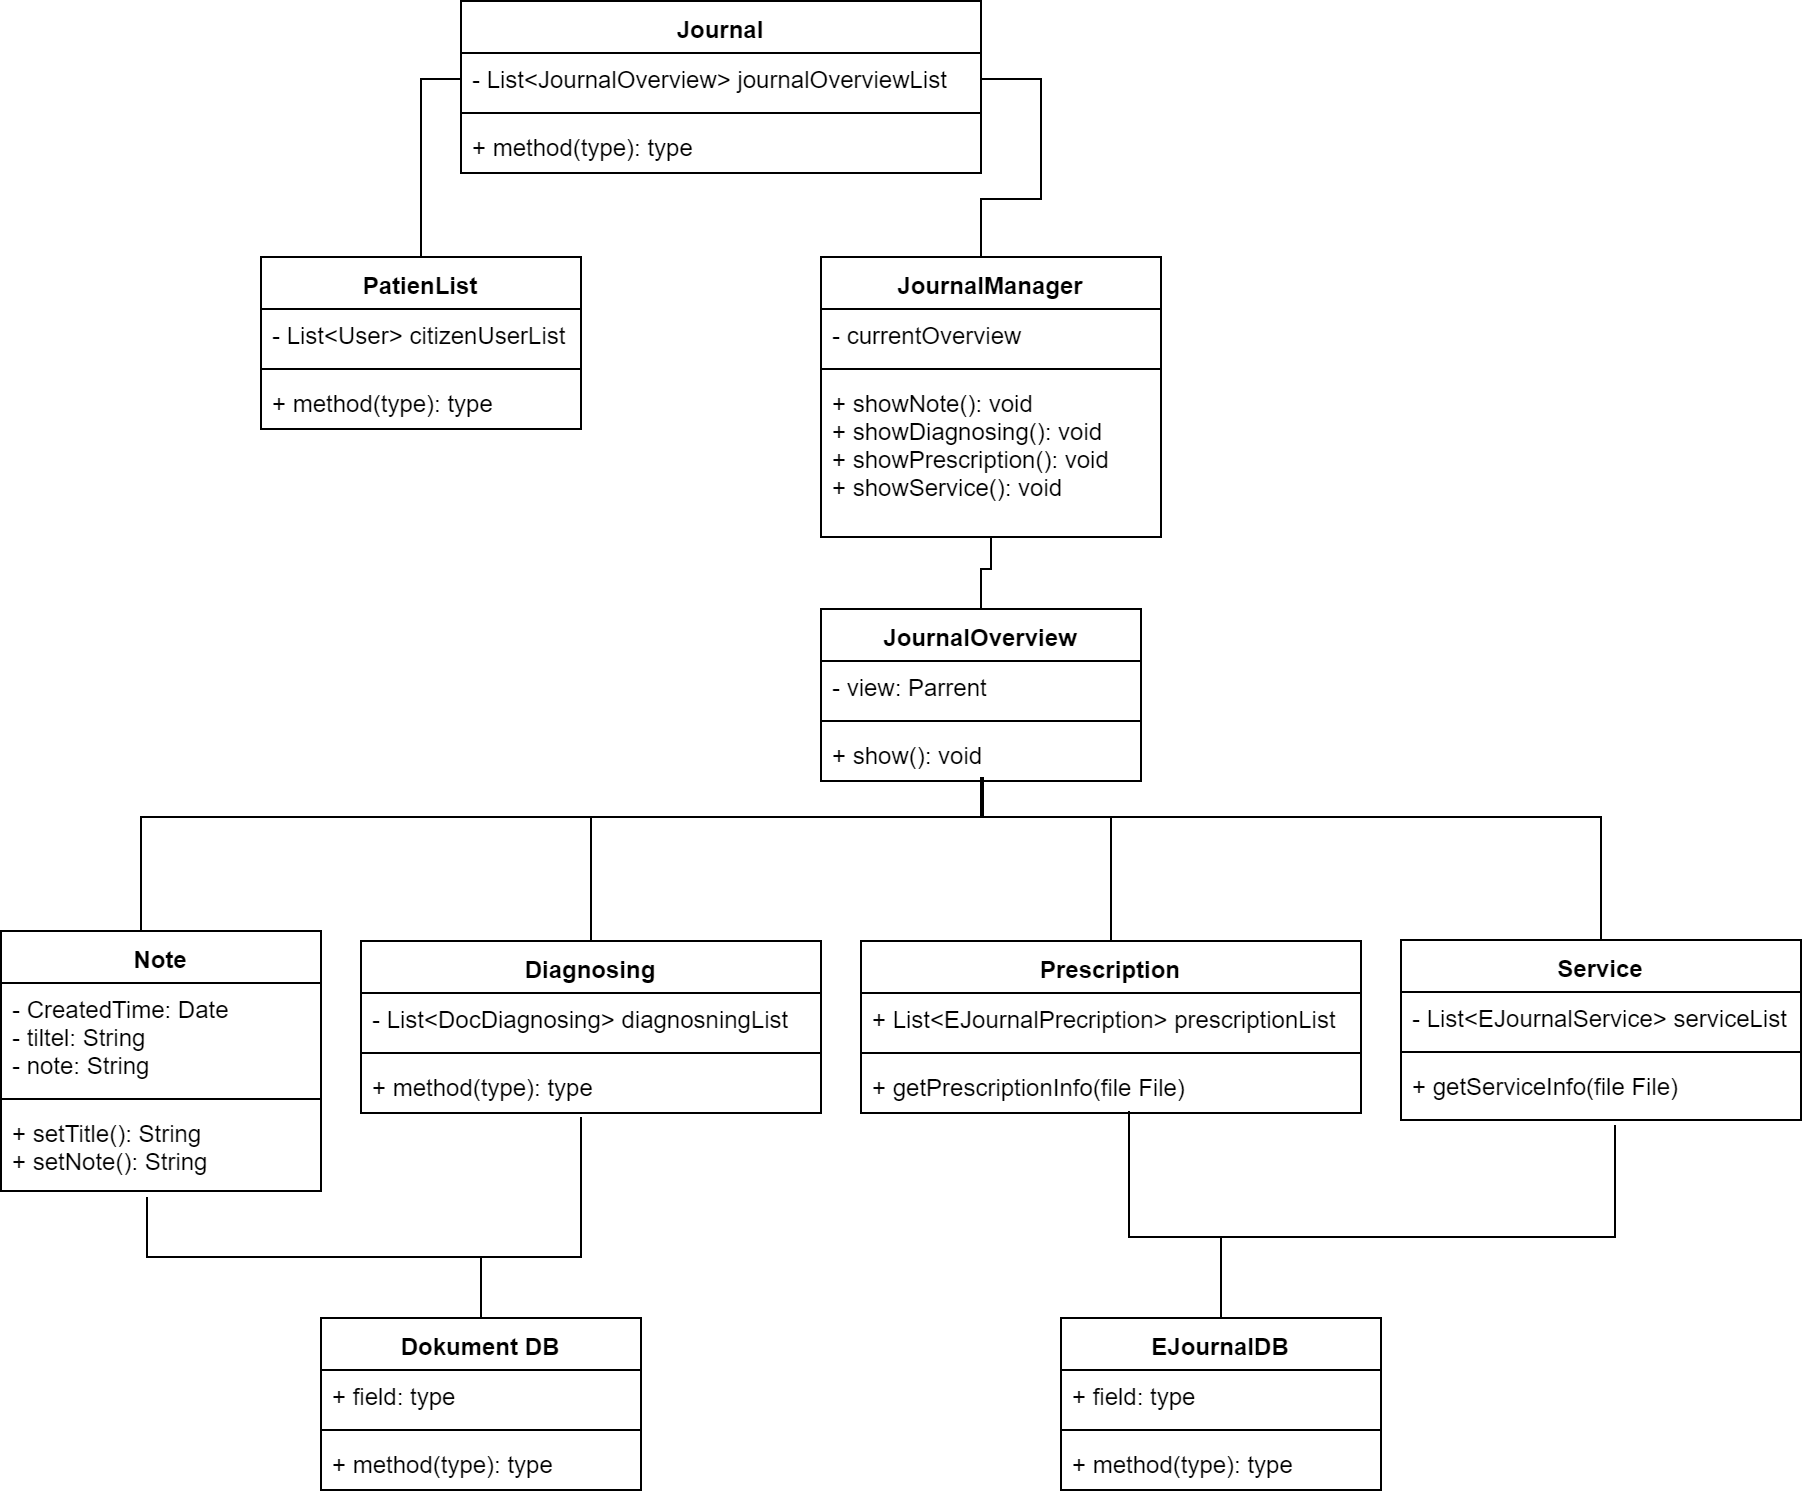 Journal
- List<JournalOverview> journalOverviewList
+ method(type): type
PatienList
- List<User> citizenUserList
+ method(type): type
JournalManager
- currentOverview
+ showNote(): void
+ showDiagnosing(): void
+ showPrescription(): void
+ showService(): void
JournalOverview
- view: Parrent
+ show(): void
Note
- CreatedTime: Date
- tiltel: String
- note: String
+ setTitle(): String
+ setNote(): String
Diagnosing
- List<DocDiagnosing> diagnosningList
+ method(type): type
Prescription
+ List<EJournalPrecription> prescriptionList
+ getPrescriptionInfo(file File)
Service
- List<EJournalService> serviceList
+ getServiceInfo(file File)
Dokument DB
+ field: type
+ method(type): type
EJournalDB
+ field: type
+ method(type): type